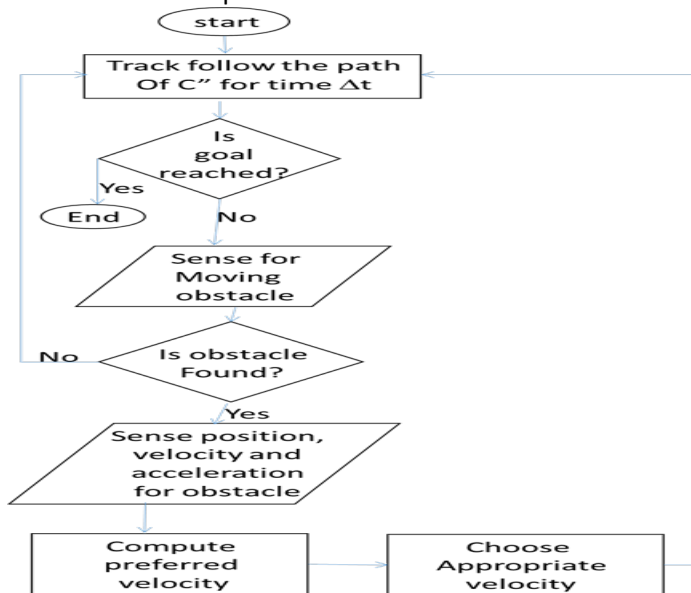 start
Track follow the path
Of C” for time Δt
Is
goal
reached?
Yes
End
No
Sense for
Moving
obstacle
Is obstacle
Found?
No
Yes
Sense position,
velocity and
acceleration
for obstacle
Compute
preferred
velocity
Choose
Appropriate
velocity